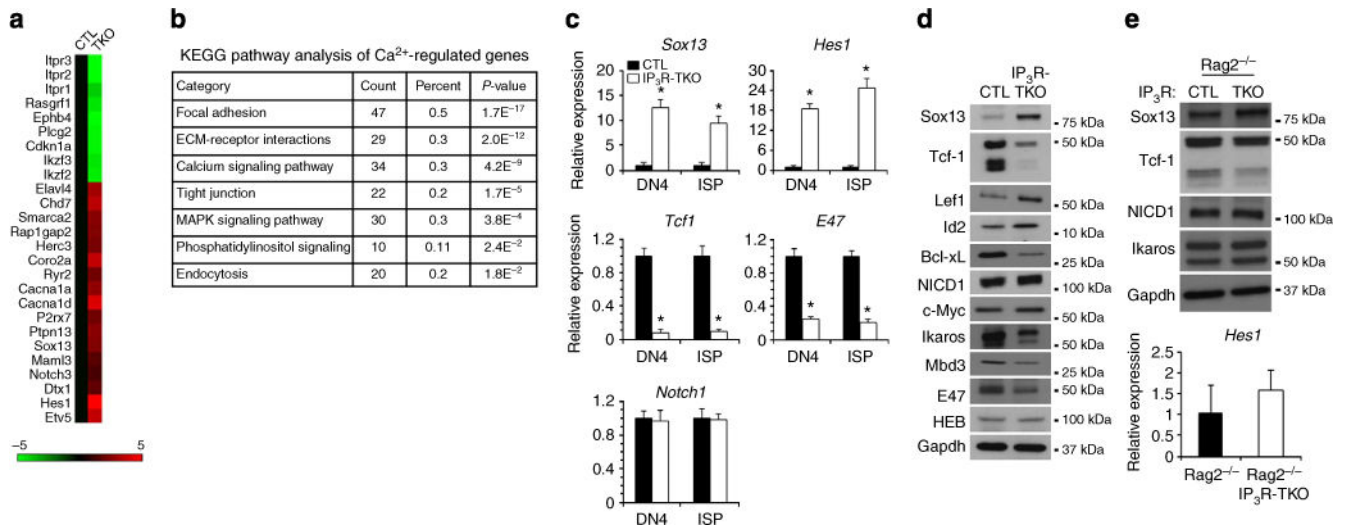 a
CTL
TKO
Itpr3
Itpr2
Itpr1
Rasgrf1
Ephb4
Plcg2
Cdkn1a
Ikzf3
Ikzf2
Elavl4
Chd7
Smarca2
Rap1gap2
Herc3
Coro2a
Ryr2
Cacna1a
Cacna1d
P2rx7
Ptpn13
Sox13
Maml3
Notch3
Dtx1
Hes1
Etv5
−5 5
b
KEGG pathway analysis of Ca²⁺-regulated genes
Category Count Percent P-value
Focal adhesion 47 0.5 1.7E⁻¹⁷
ECM-receptor interactions 29 0.3 2.0E⁻¹²
Calcium signaling pathway 34 0.3 4.2E⁻⁹
Tight junction 22 0.2 1.7E⁻⁵
MAPK signaling pathway 30 0.3 3.8E⁻⁴
Phosphatidylinositol signaling 10 0.11 2.4E⁻²
Endocytosis 20 0.2 1.8E⁻²
c
Sox13
CTL
IP₃R-TKO
Relative expression
20
15
10
5
0
* *
DN4 ISP
Hes1
30
24
18
12
6
0
* *
DN4 ISP
Tcf1
Relative expression
1.2
0.8
0.4
0
* *
DN4 ISP
E47
1.2
0.8
0.4
0
* *
DN4 ISP
Notch1
Relative expression
1.2
0.8
0.4
0
DN4 ISP
d
IP₃R-
CTL TKO
Sox13 75 kDa
Tcf-1 50 kDa
Lef1 50 kDa
Id2 10 kDa
Bcl-xL 25 kDa
NICD1 100 kDa
c-Myc 50 kDa
Ikaros 50 kDa
Mbd3 25 kDa
E47 50 kDa
HEB 100 kDa
Gapdh 37 kDa
e
Rag2⁻/⁻
IP₃R: CTL TKO
Sox13 75 kDa
50 kDa
Tcf-1
NICD1 100 kDa
Ikaros 50 kDa
Gapdh 37 kDa
Hes1
Relative expression
2.5
2
1.5
1
0.5
0
Rag2⁻/⁻ Rag2⁻/⁻
IP₃R-TKO